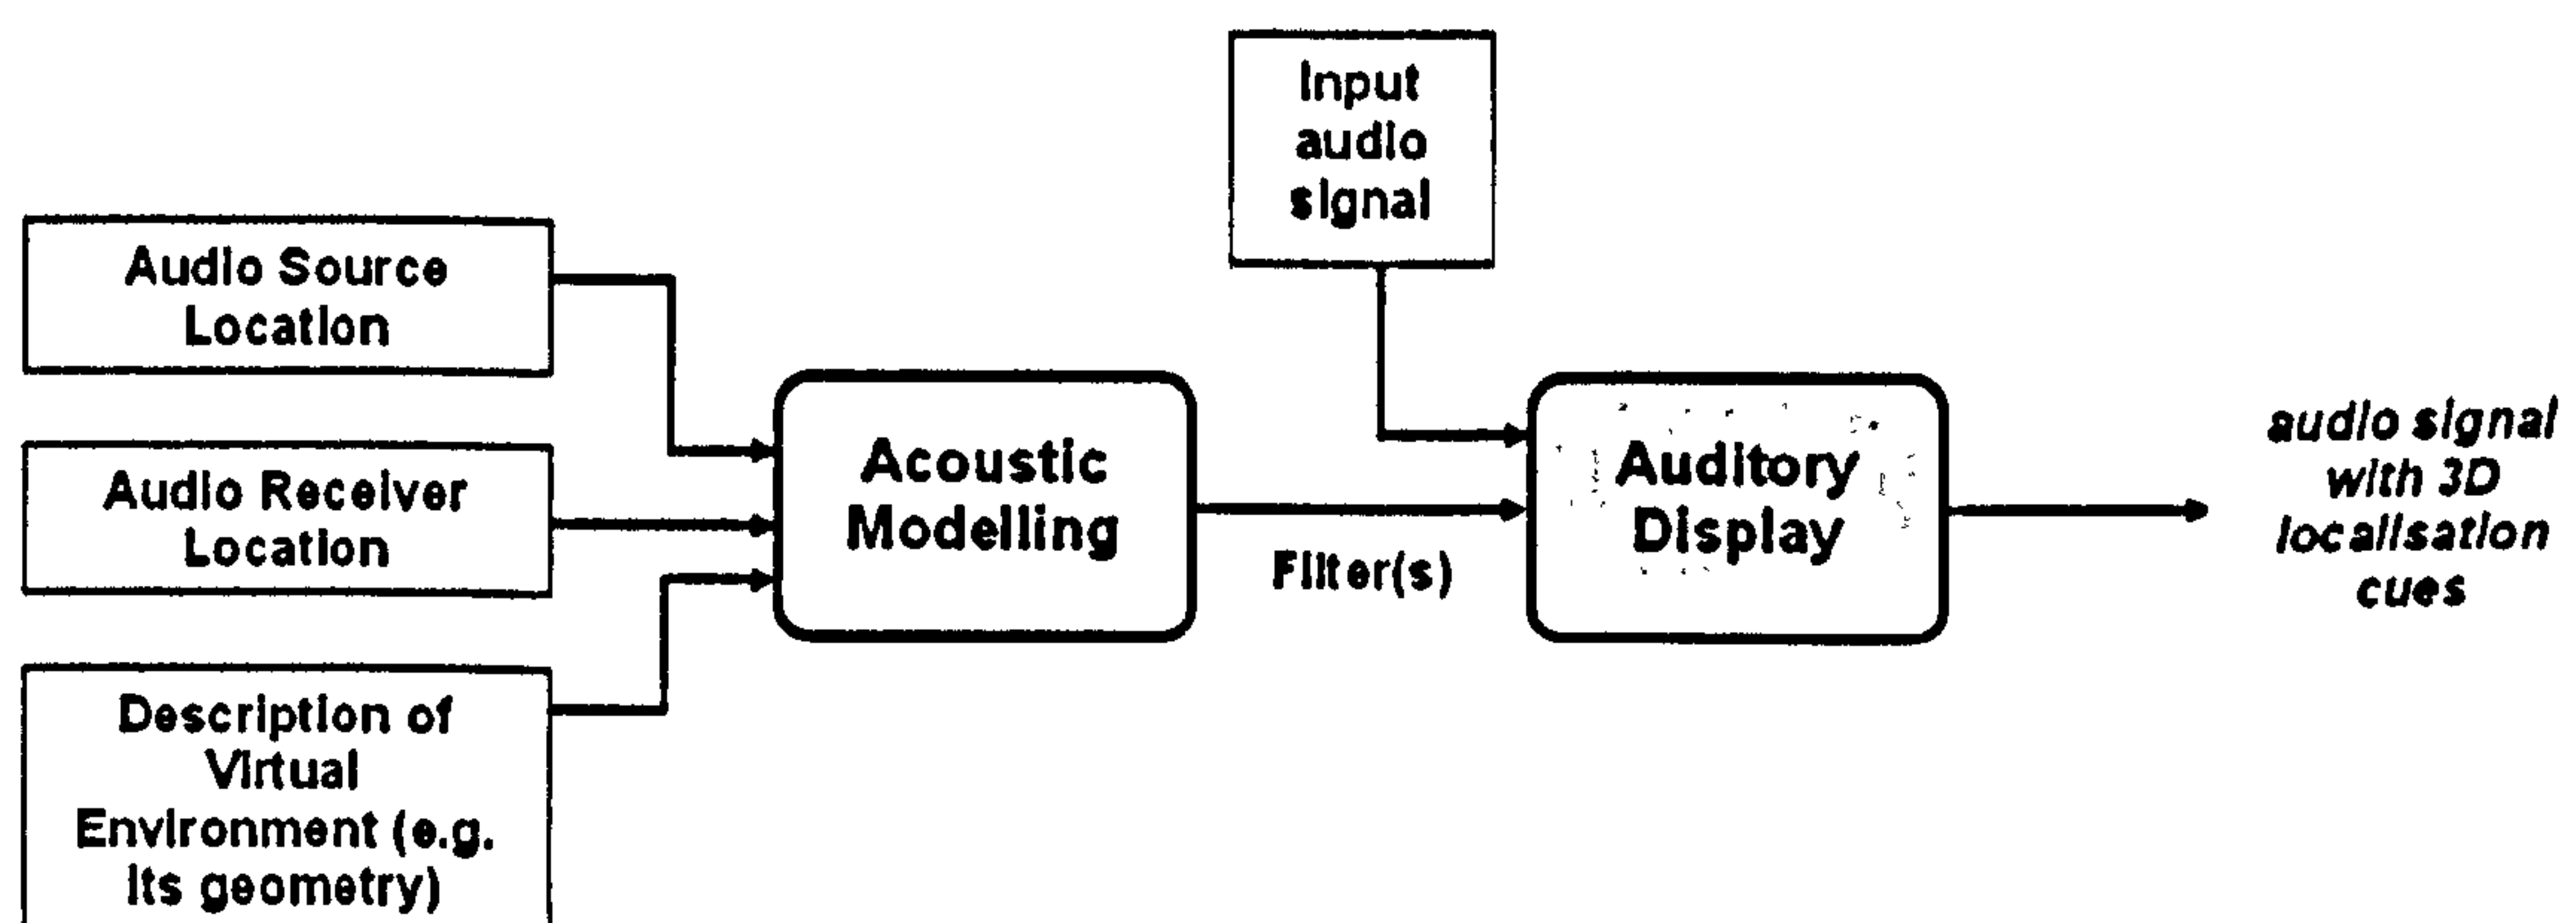 Input
audio
signal
Audio Source
Location
Audio Receiver
Location
Description of
Virtual
Environment (e.g.
its geometry)
Acoustic
Modelling
Filter(s)
Auditory
Display
audio signal
with 3D
localisation
cues